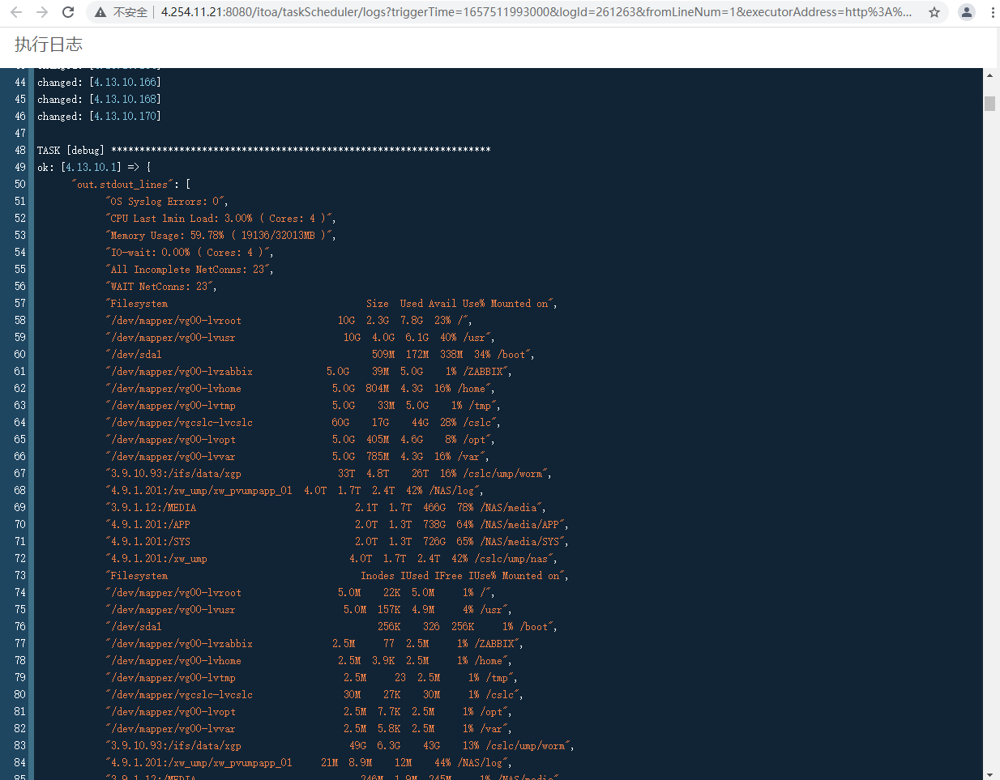 不安全 4.254.11.21:8080/itoa/taskScheduler/logs?triggerTime=1657511993000&logId=261263&fromLineNum=1&executorAddress=http%3A%...
执行日志
44 changed: [4.13.10.166]
45 changed: [4.13.10.168]
46 changed: [4.13.10.170]
47
48 TASK [debug] *******************************************************************
49 ok: [4.13.10.1] => {
50 "out.stdout_lines": [
51 "OS Syslog Errors: 0",
52 "CPU Last 1min Load: 3.00% ( Cores: 4 )",
53 "Memory Usage: 59.78% ( 19136/32013MB )",
54 "IO-wait: 0.00% ( Cores: 4 )",
55 "All Incomplete NetConns: 23",
56 "WAIT NetConns: 23",
57 "Filesystem Size Used Avail Use% Mounted on",
58 "/dev/mapper/vg00-lvroot 10G 2.3G 7.8G 23% /",
59 "/dev/mapper/vg00-lvusr 10G 4.0G 6.1G 40% /usr",
60 "/dev/sda1 509M 172M 338M 34% /boot",
61 "/dev/mapper/vg00-lvzabbix 5.0G 39M 5.0G 1% /ZABBIX",
62 "/dev/mapper/vg00-lvhome 5.0G 804M 4.3G 16% /home",
63 "/dev/mapper/vg00-lvtmp 5.0G 33M 5.0G 1% /tmp",
64 "/dev/mapper/vgcslc-lvcslc 60G 17G 44G 28% /cslc",
65 "/dev/mapper/vg00-lvopt 5.0G 405M 4.6G 8% /opt",
66 "/dev/mapper/vg00-lvvar 5.0G 785M 4.3G 16% /var",
67 "3.9.10.93:/ifs/data/xgp 33T 4.8T 26T 16% /cslc/ump/worm",
68 "4.9.1.201:/xw_ump/xw_pvumpapp_01 4.0T 1.7T 2.4T 42% /NAS/log",
69 "3.9.1.12:/MEDIA 2.1T 1.7T 466G 78% /NAS/media",
70 "4.9.1.201:/APP 2.0T 1.3T 738G 64% /NAS/media/APP",
71 "4.9.1.201:/SYS 2.0T 1.3T 726G 65% /NAS/media/SYS",
72 "4.9.1.201:/xw_ump 4.0T 1.7T 2.4T 42% /cslc/ump/nas",
73 "Filesystem Inodes IUsed IFree IUse% Mounted on",
74 "/dev/mapper/vg00-lvroot 5.0M 22K 5.0M 1% /",
75 "/dev/mapper/vg00-lvusr 5.0M 157K 4.9M 4% /usr",
76 "/dev/sda1 256K 326 256K 1% /boot",
77 "/dev/mapper/vg00-lvzabbix 2.5M 77 2.5M 1% /ZABBIX",
78 "/dev/mapper/vg00-lvhome 2.5M 3.9K 2.5M 1% /home",
79 "/dev/mapper/vg00-lvtmp 2.5M 23 2.5M 1% /tmp",
80 "/dev/mapper/vgcslc-lvcslc 30M 27K 30M 1% /cslc",
81 "/dev/mapper/vg00-lvopt 2.5M 7.7K 2.5M 1% /opt",
82 "/dev/mapper/vg00-lvvar 2.5M 5.8K 2.5M 1% /var",
83 "3.9.10.93:/ifs/data/xgp 49G 6.3G 43G 13% /cslc/ump/worm",
84 "4.9.1.201:/xw_ump/xw_pvumpapp_01 21M 8.9M 12M 44% /NAS/log",
85 "3.9.1.12:/MEDIA 246M 1.9M 245M 1% /NAS/media"